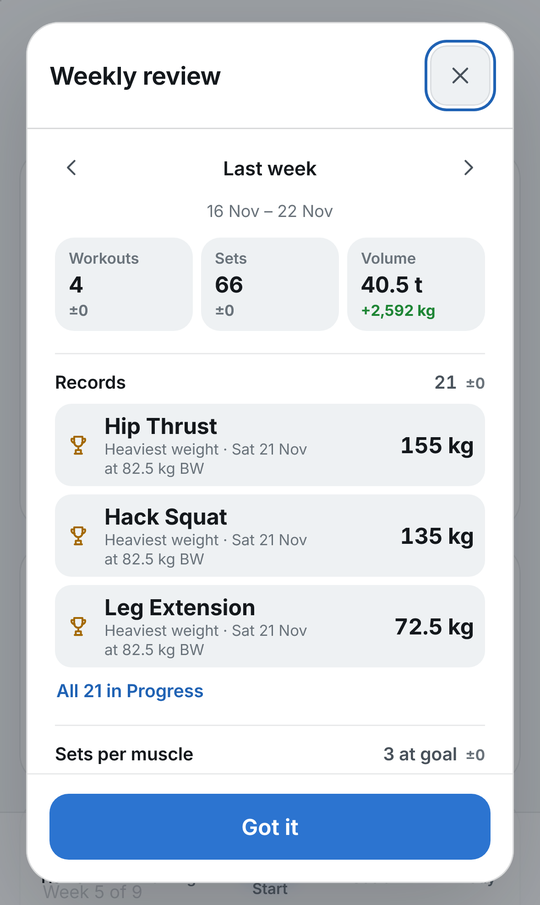 Weekly review
Last week
16 Nov – 22 Nov
Workouts
4
±0
Sets
66
±0
Volume
40.5 t
+2,592 kg
Records
21 ±0
Hip Thrust
Heaviest weight · Sat 21 Nov
at 82.5 kg BW
155 kg
Hack Squat
Heaviest weight · Sat 21 Nov
at 82.5 kg BW
135 kg
Leg Extension
Heaviest weight · Sat 21 Nov
at 82.5 kg BW
72.5 kg
All 21 in Progress
Sets per muscle
3 at goal ±0
Got it
Week 5 of 9
Start